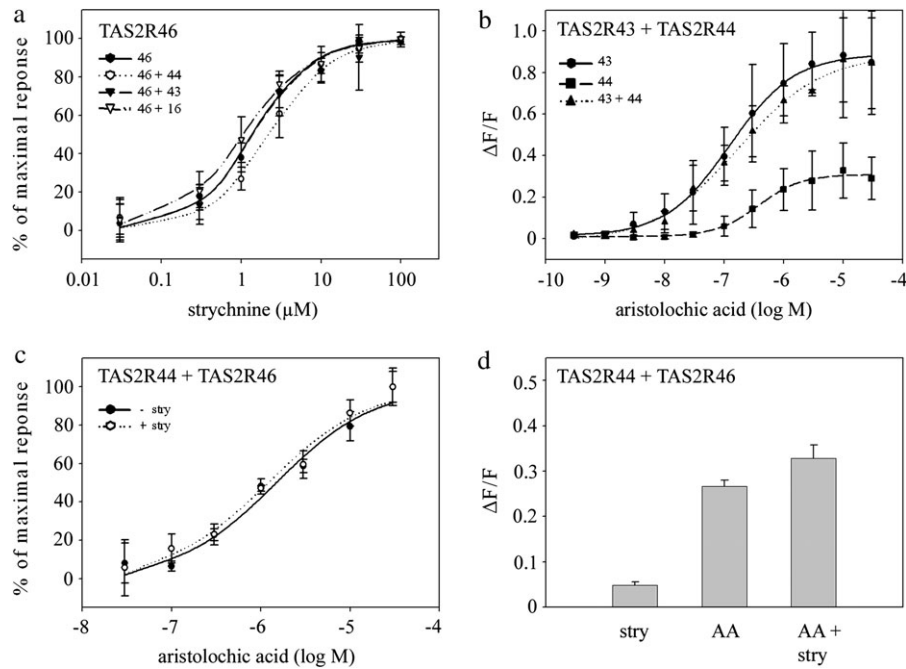 a
TAS2R46
46
46 + 44
46 + 43
46 + 16
% of maximal reponse
100
80
60
40
20
0
0.01 0.1 1 10 100
strychnine (µM)
b
TAS2R43 + TAS2R44
43
44
43 + 44
ΔF/F
1.0
0.8
0.6
0.4
0.2
0
-10 -9 -8 -7 -6 -5 -4
aristolochic acid (log M)
c
TAS2R44 + TAS2R46
- stry
+ stry
% of maximal reponse
100
80
60
40
20
0
-8 -7 -6 -5 -4
aristolochic acid (log M)
d
TAS2R44 + TAS2R46
ΔF/F
0.5
0.4
0.3
0.2
0.1
0
stry AA AA +
stry